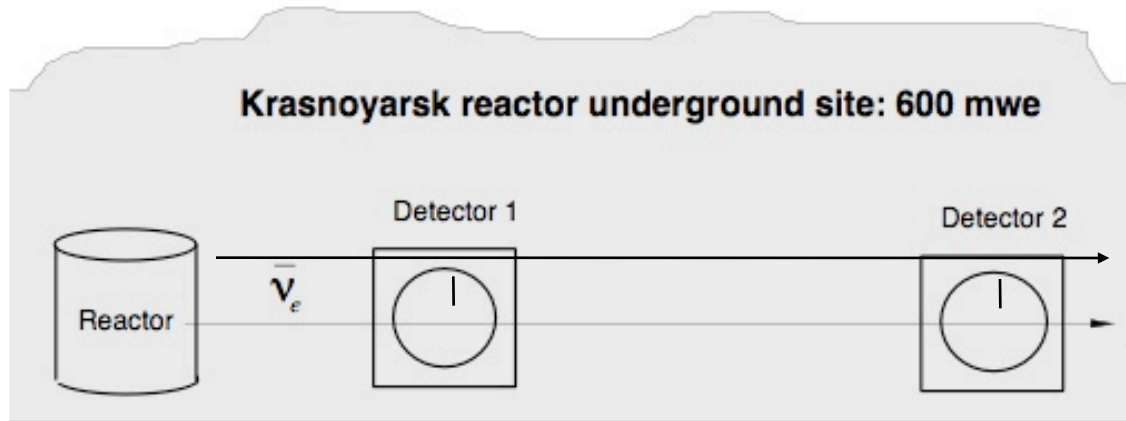 Krasnoyarsk reactor underground site: 600 mwe
Detector 1
Detector 2
ν̅ₑ
Reactor